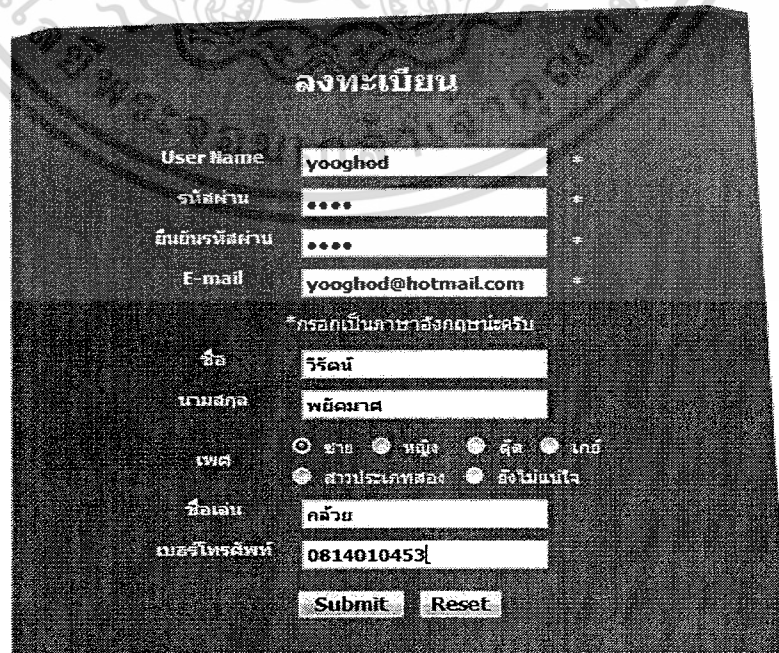 ลงทะเบียน
User Name yooghod *
รหัสผ่าน •••• *
ยืนยันรหัสผ่าน •••• *
E-mail yooghod@hotmail.com *
*กรอกเป็นภาษาอังกฤษน่ะครับ
ชื่อ วิรัตน์
นามสกุล พยัคมาศ
เพศ ชาย หญิง ตุ๊ด เกย์
สาวประเภทสอง ยังไม่แน่ใจ
ชื่อเล่น กล้วย
เบอร์โทรศัพท์ 0814010453
Submit Reset